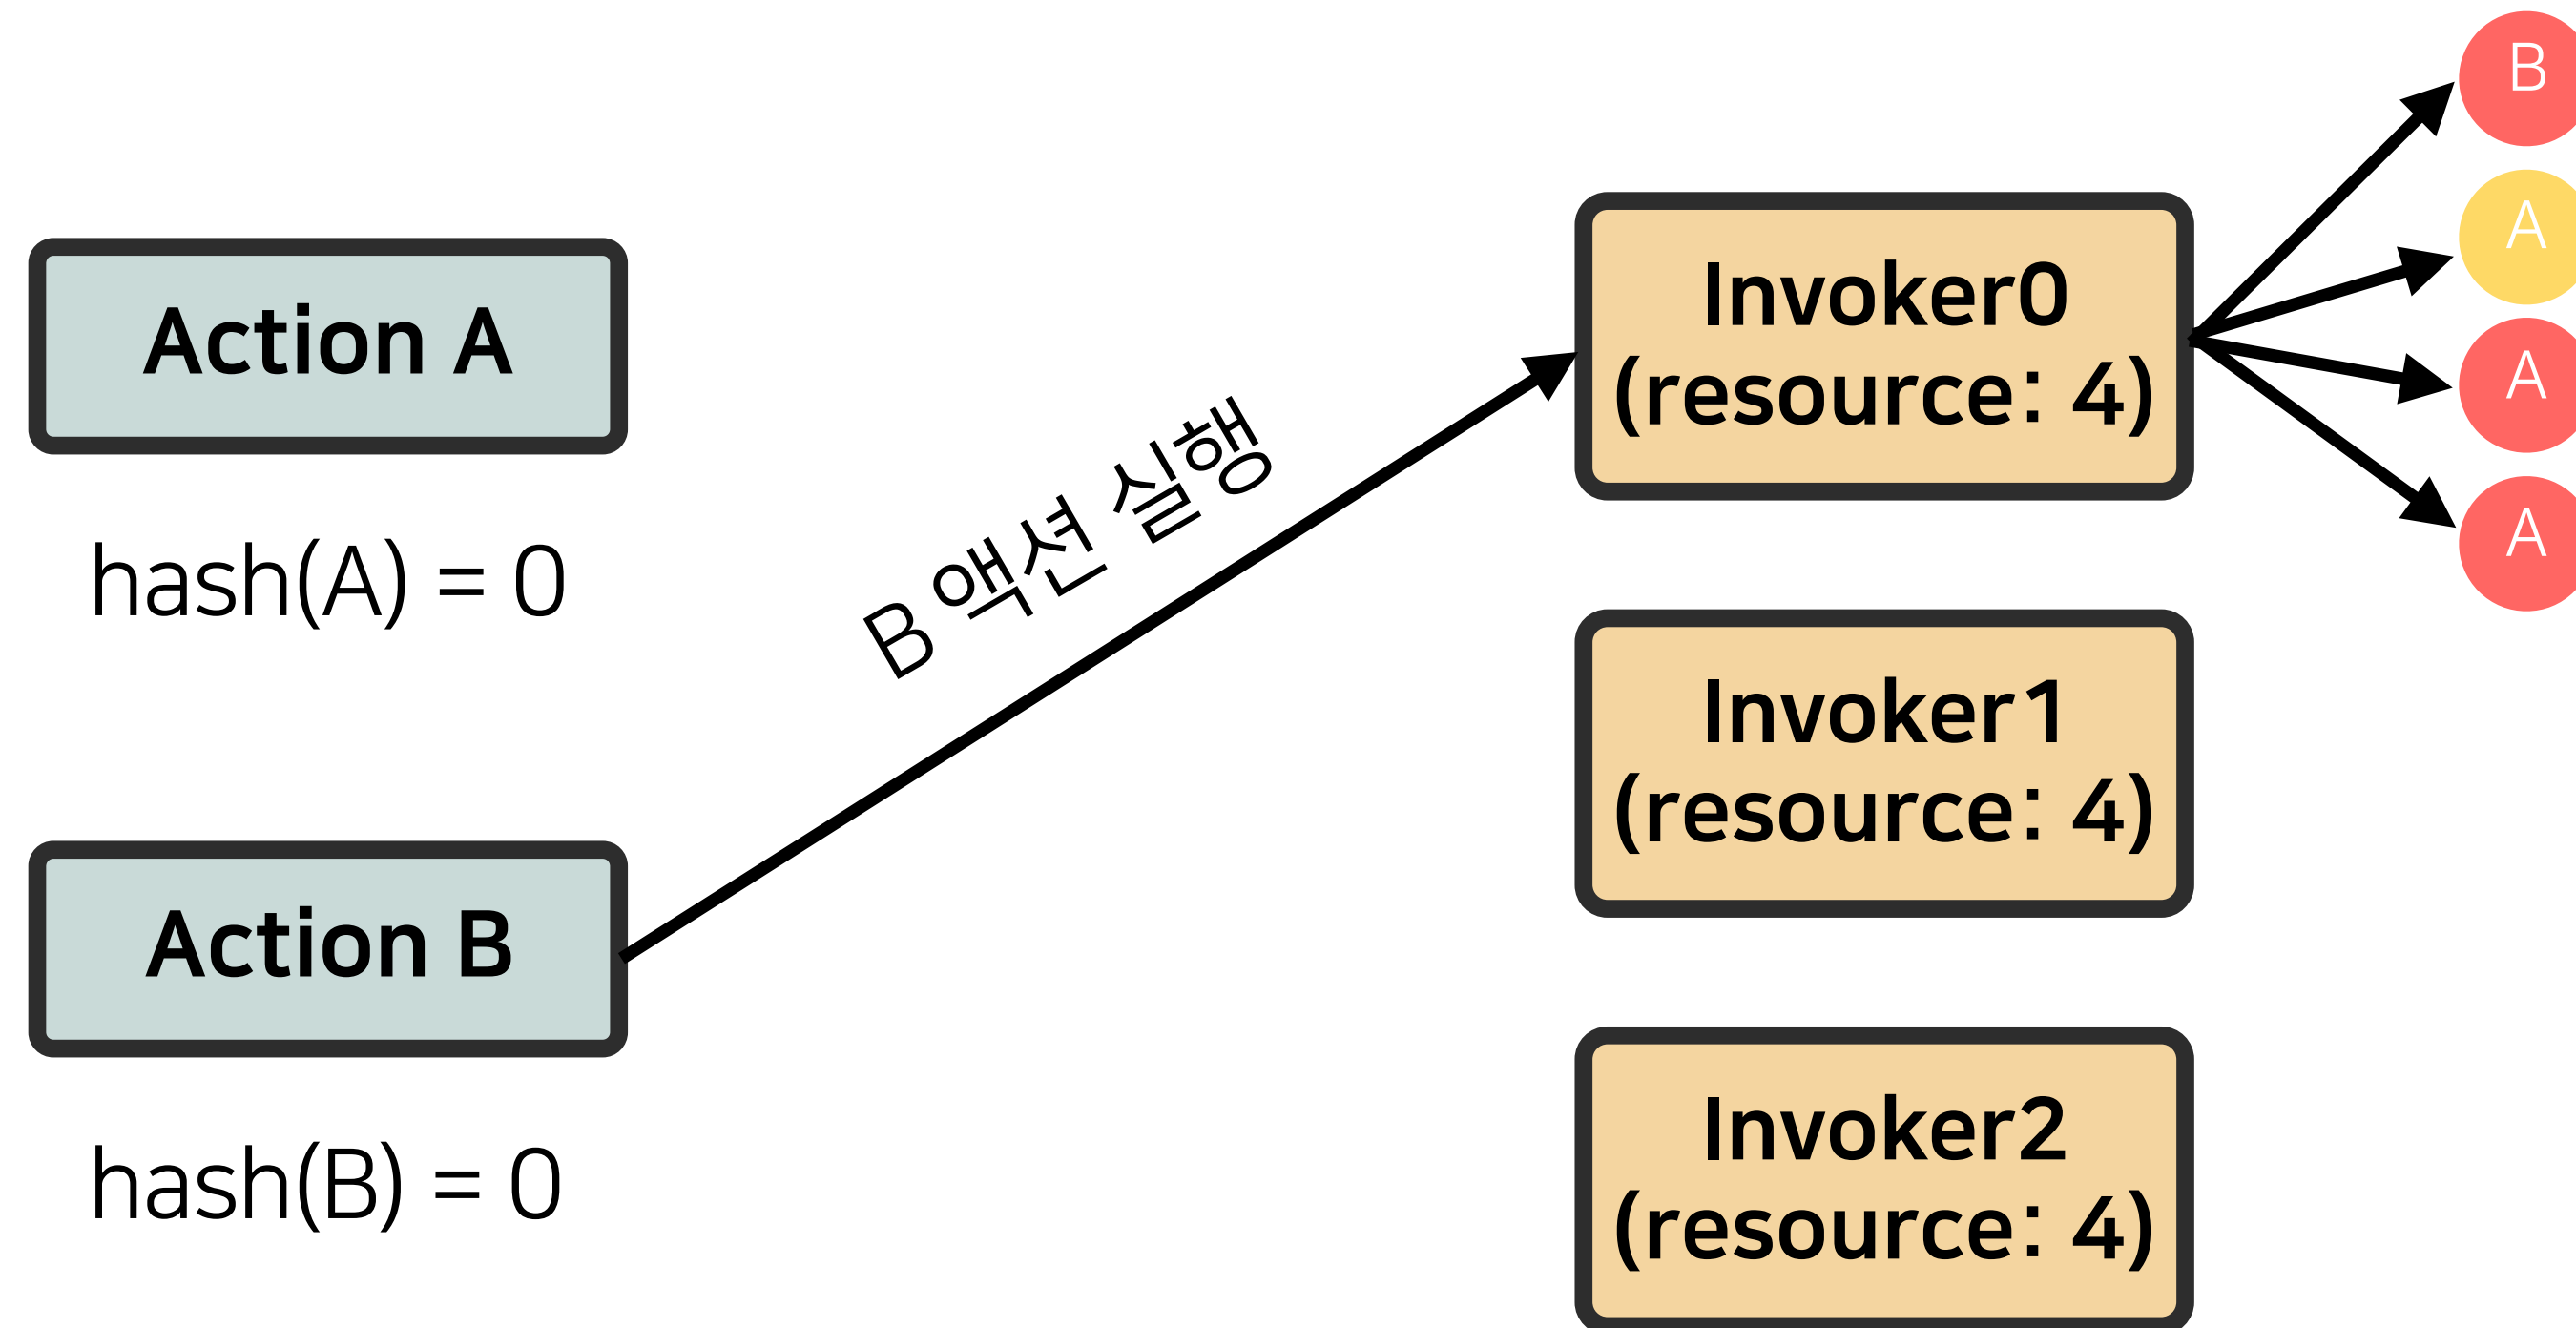 Action A
hash(A) = 0
Action B
hash(B) = 0
B 액션 실행
Invoker0
(resource: 4)
Invoker1
(resource: 4)
Invoker2
(resource: 4)
B
A
A
A